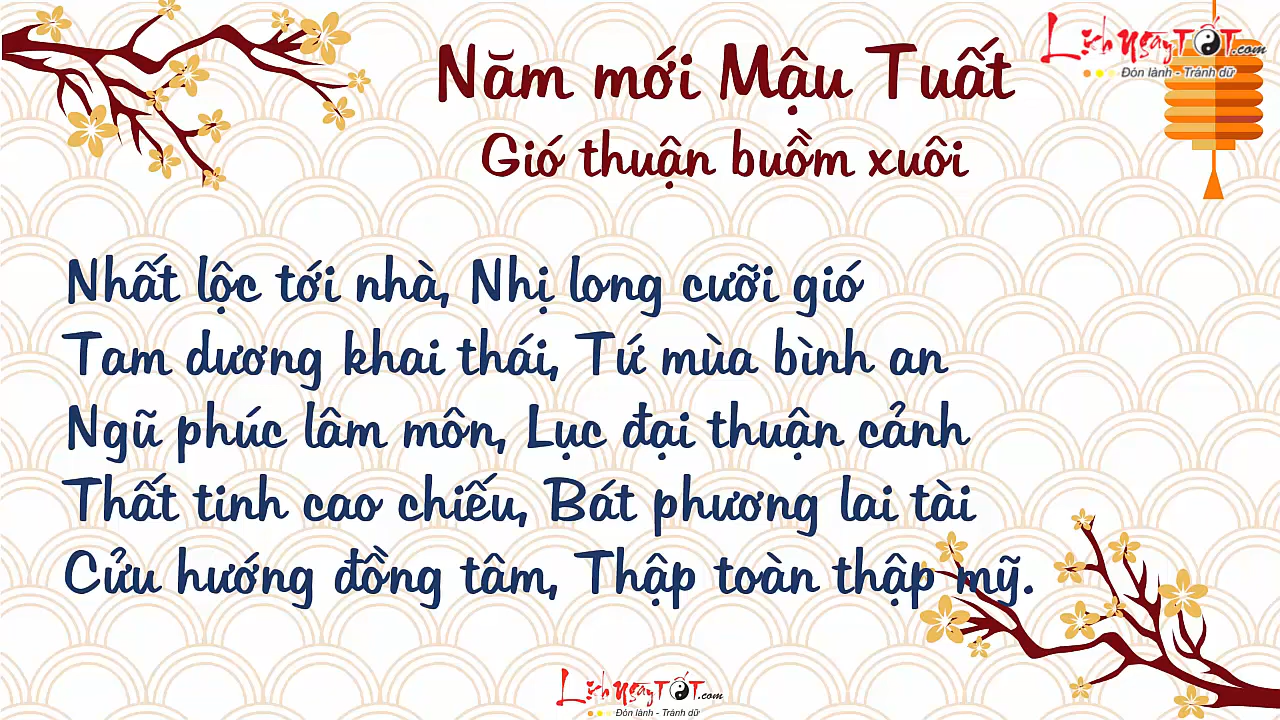 Năm mới Mậu Tuất
LịchngàyTỐT.com
Đón lành - Tránh dữ
Gió thuận buồm xuôi
Nhất lộc tới nhà, Nhị long cưỡi gió
Tam dương khai thái, Tứ mùa bình an
Ngũ phúc lâm môn, Lục đại thuận cảnh
Thất tinh cao chiếu, Bát phương lai tài
Cửu hướng đồng tâm, Thập toàn thập mỹ.
LịchngàyTỐT.com
Đón lành - Tránh dữ